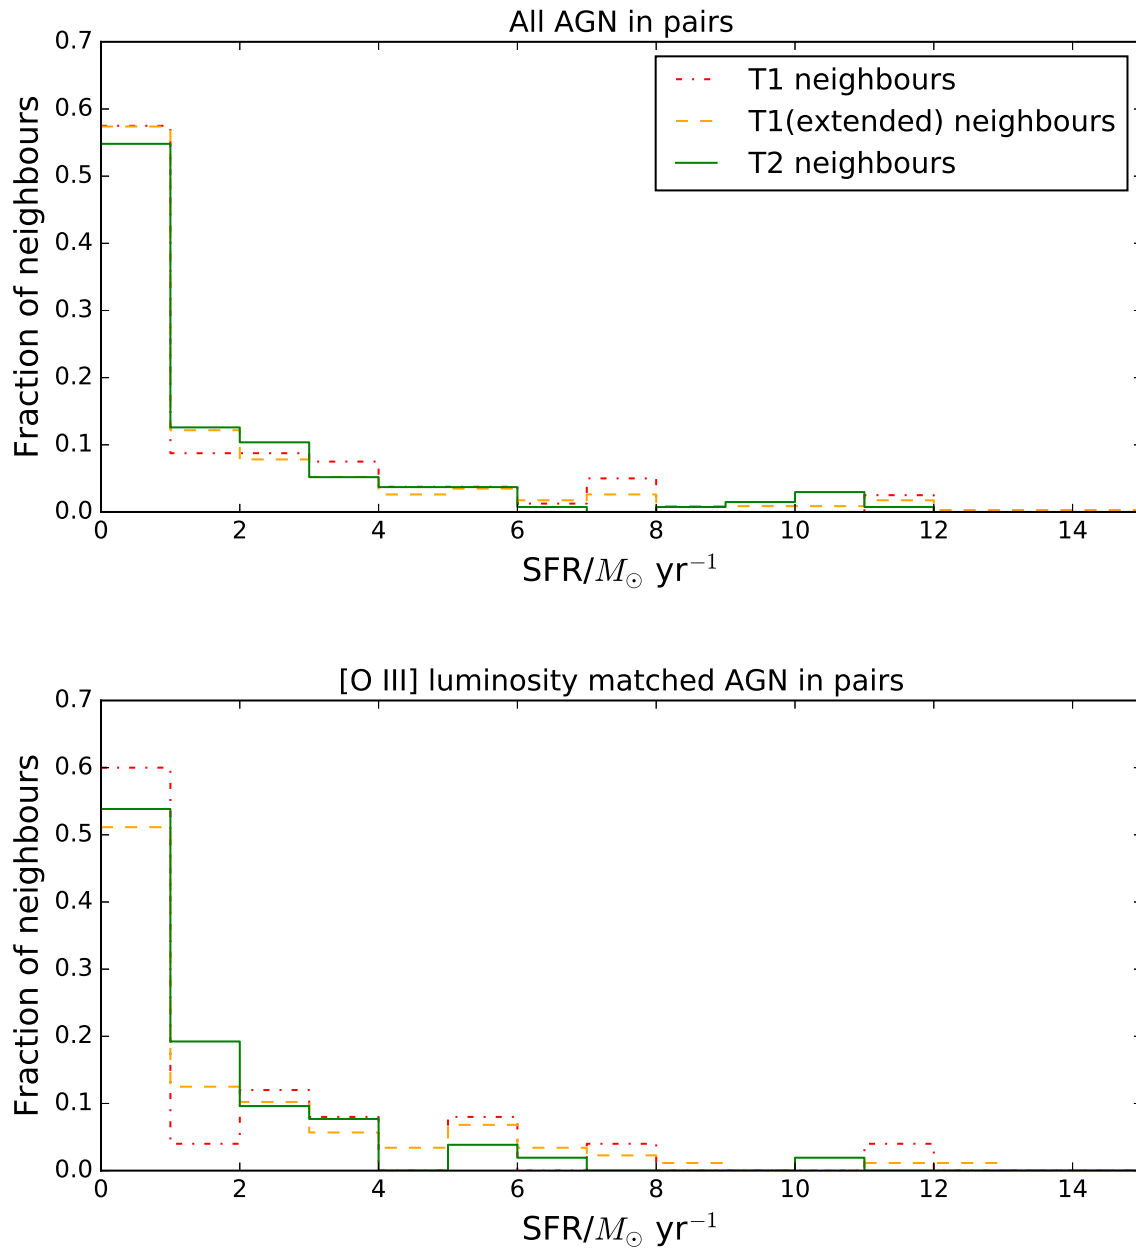 All AGN in pairs
0.7
0.6
0.5
0.4
0.3
0.2
0.1
0.0
Fraction of neighbours
T1 neighbours
T1(extended) neighbours
T2 neighbours
0 2 4 6 8 10 12 14
SFR/M⊙ yr⁻¹
[O III] luminosity matched AGN in pairs
0.7
0.6
0.5
0.4
0.3
0.2
0.1
0.0
Fraction of neighbours
0 2 4 6 8 10 12 14
SFR/M⊙ yr⁻¹